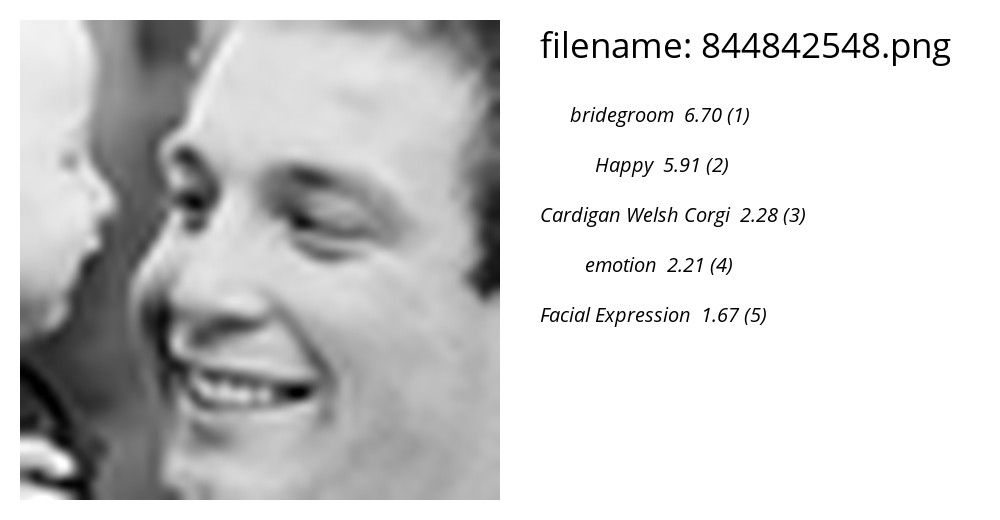 filename: 844842548.png
bridegroom 6.70 (1)
Happy 5.91 (2)
Cardigan Welsh Corgi 2.28 (3)
emotion 2.21 (4)
Facial Expression 1.67 (5)